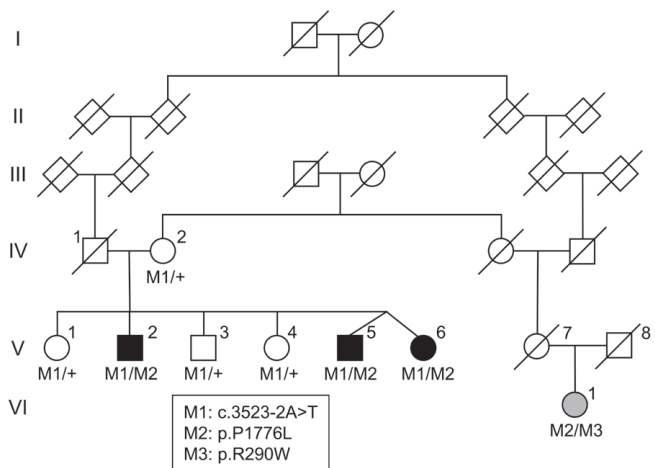 I
II
III
1
2
IV
M1/+
1
2
3
4
5
6
7
8
V
M1/+
M1/M2
M1/+
M1/+
M1/M2
M1/M2
1
VI
M2/M3
M1: c.3523-2A>T
M2: p.P1776L
M3: p.R290W